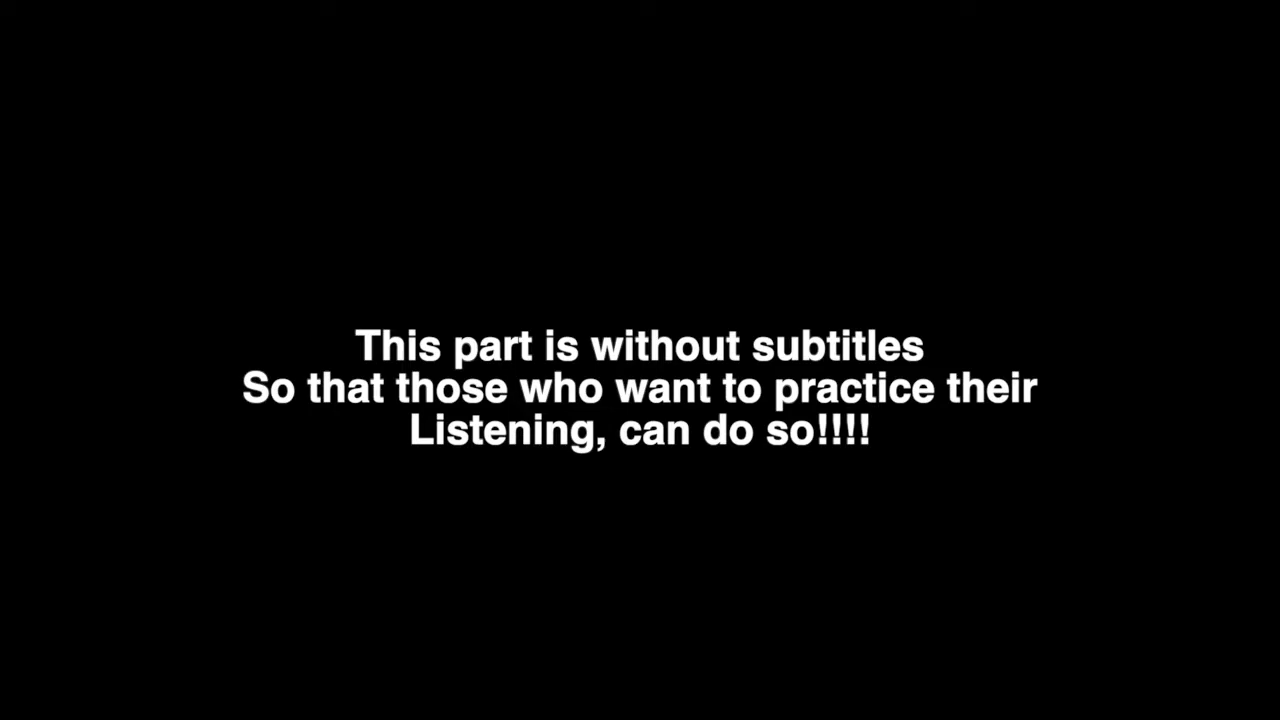 This part is without subtitles
So that those who want to practice their
Listening, can do so!!!!